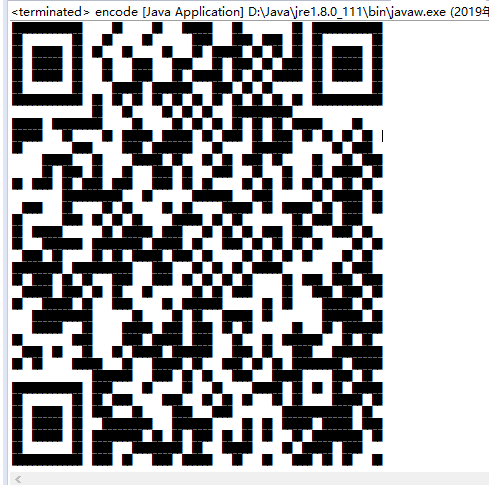 <terminated> encode [Java Application] D:\Java\jre1.8.0_111\bin\javaw.exe (2019年